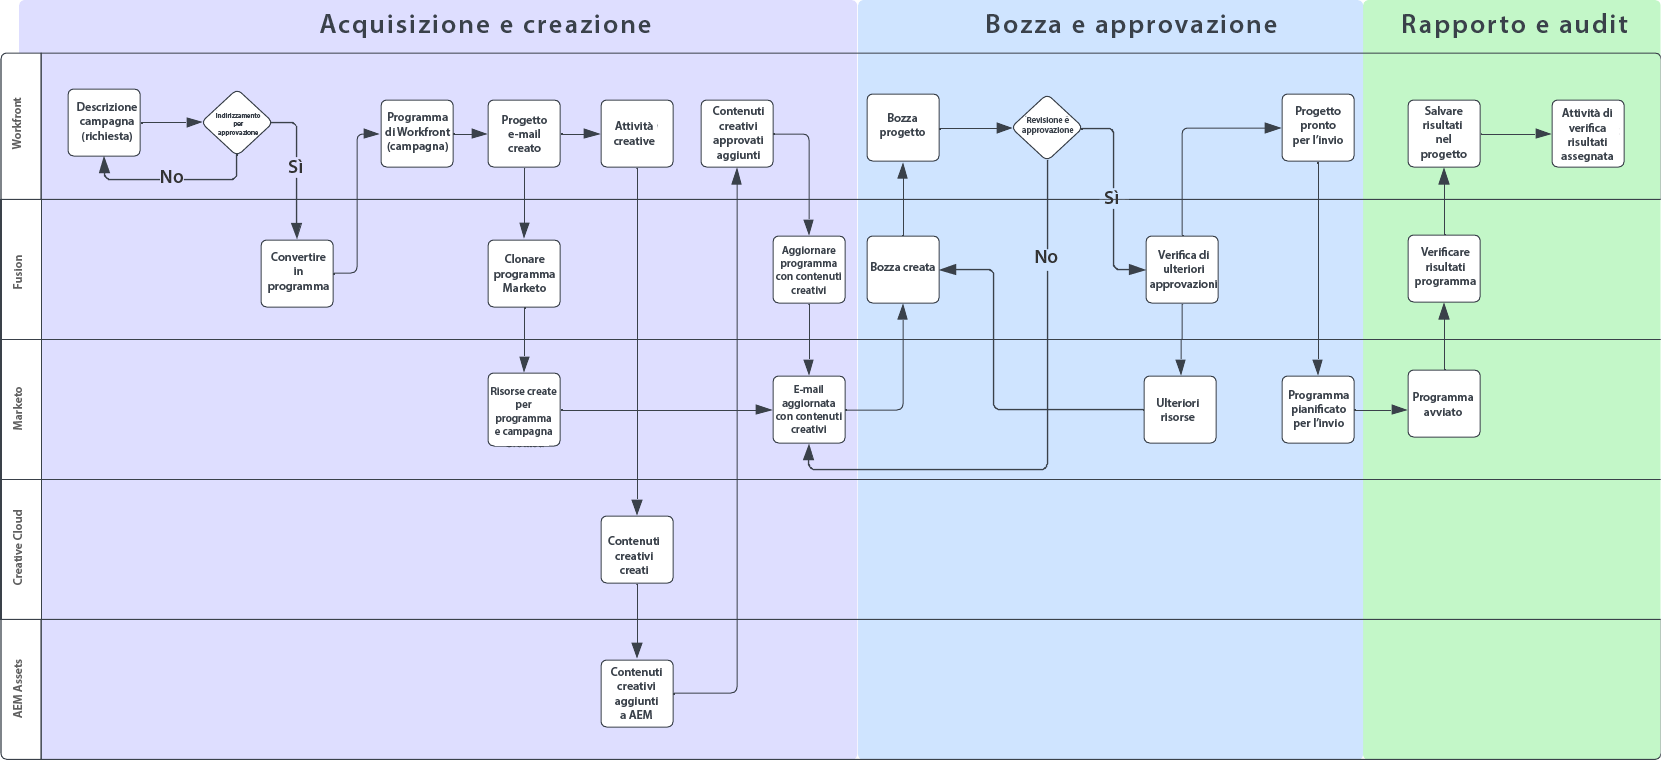 Acquisizione e creazione
Bozza e approvazione
Rapporto e audit
Workfront
Descrizione
campagna
(richiesta)
Indirizzamento
per
approvazione
No
Sì
Programma
di Workfront
(campagna)
Progetto
e-mail
creato
Attività
creative
Contenuti
creativi
approvati
aggiunti
Bozza
progetto
Revisione e
approvazione
Sì
Progetto
pronto
per l’invio
Salvare
risultati
nel
progetto
Attività di
verifica
risultati
assegnata
Fusion
Convertire
in
programma
Clonare
programma
Marketo
Aggiornare
programma
con contenuti
creativi
Bozza creata
No
Verifica di
ulteriori
approvazioni
Verificare
risultati
programma
Marketo
Risorse create
per
programma
e campagna
E-mail
aggiornata
con contenuti
creativi
Ulteriori
risorse
Programma
pianificato
per l’invio
Programma
avviato
Creative Cloud
Contenuti
creativi
creati
AEM Assets
Contenuti
creativi
aggiunti
a AEM